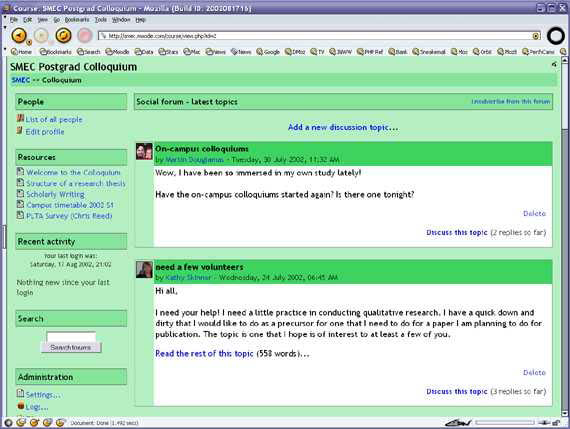 Course: SMEC Postgrad Colloquium - Mozilla {Build ID: 2002081716}
File Edit View Go Bookmarks Tools Window Help
http://smec.moodle.com/course/view.php?id=2
Home Bookmarks Search Moodle Moodle Data Stats Mozilla News Google DMoz TV INWW PHP Ref Bank Sneakemail Moz Orbit MozIt PerlCams
SMEC Postgrad Colloquium
SMEC -- Colloquium
People
List of all people
Edit profile
Resources
Welcome to the Colloquium
Structure of a research thesis
Scholarly Writing
Campus timetable 2002 S1
PLTA Survey (Chris Reed)
Recent activity
Your last login was:
Saturday, 17 Aug 2002, 21:02
Nothing new since your last
login
Search
Search forums
Administration
Settings...
Logs...
Social forum - latest topics
Unsubscribe from this forum
Add a new discussion topic...
On-campus colloquiums
by Martin Dougiamas - Tuesday, 30 July 2002, 11:32 AM
Wow, I have been so immersed in my own study lately!
Have the on-campus colloquiums started again? Is there one tonight?
Delete
Discuss this topic (2 replies so far)
need a few volunteers
by Kathy Skinner - Wednesday, 24 July 2002, 06:45 AM
Hi all,
I need your help! I need a little practice in conducting qualitative research. I have a quick down and
dirty that I would like to do as a precursor for one that I need to do for a paper I am planning to do for
publication. The topic is one that I hope is of interest to at least a few of you.
Read the rest of this topic (558 words)...
Delete
Discuss this topic (3 replies so far)
Document: Done (1.492 secs)